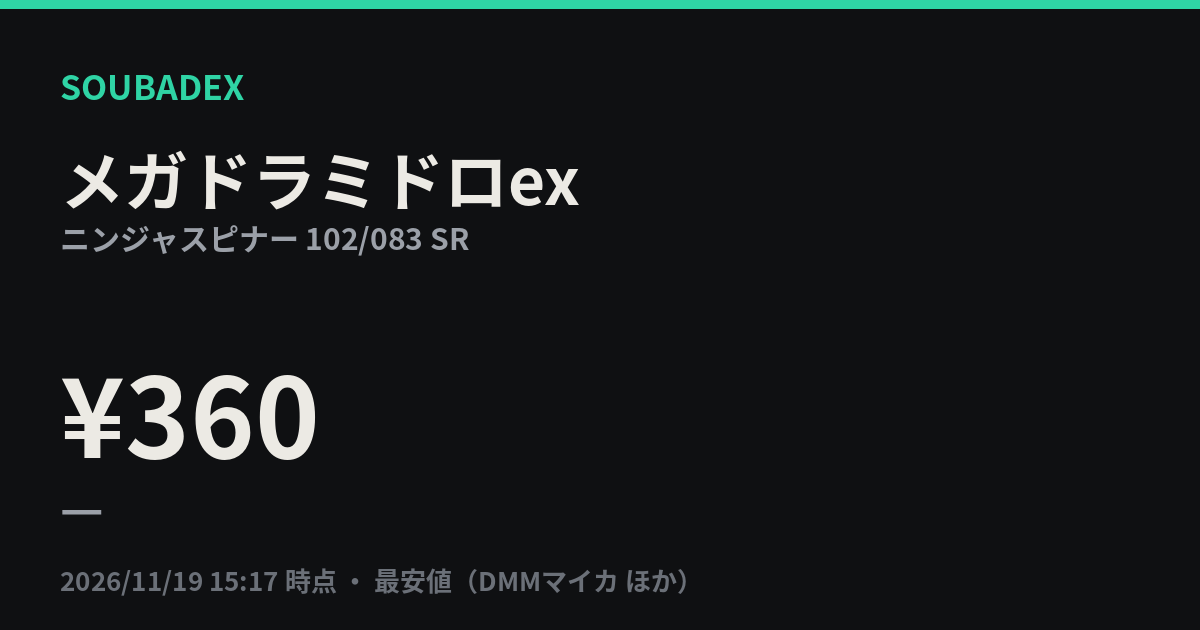 SOUBADEX
メガドラミドロex
ニンジャスピナー 102/083 SR
¥360
—
2026/11/19 15:17 時点 ・ 最安値（DMMマイカ ほか）